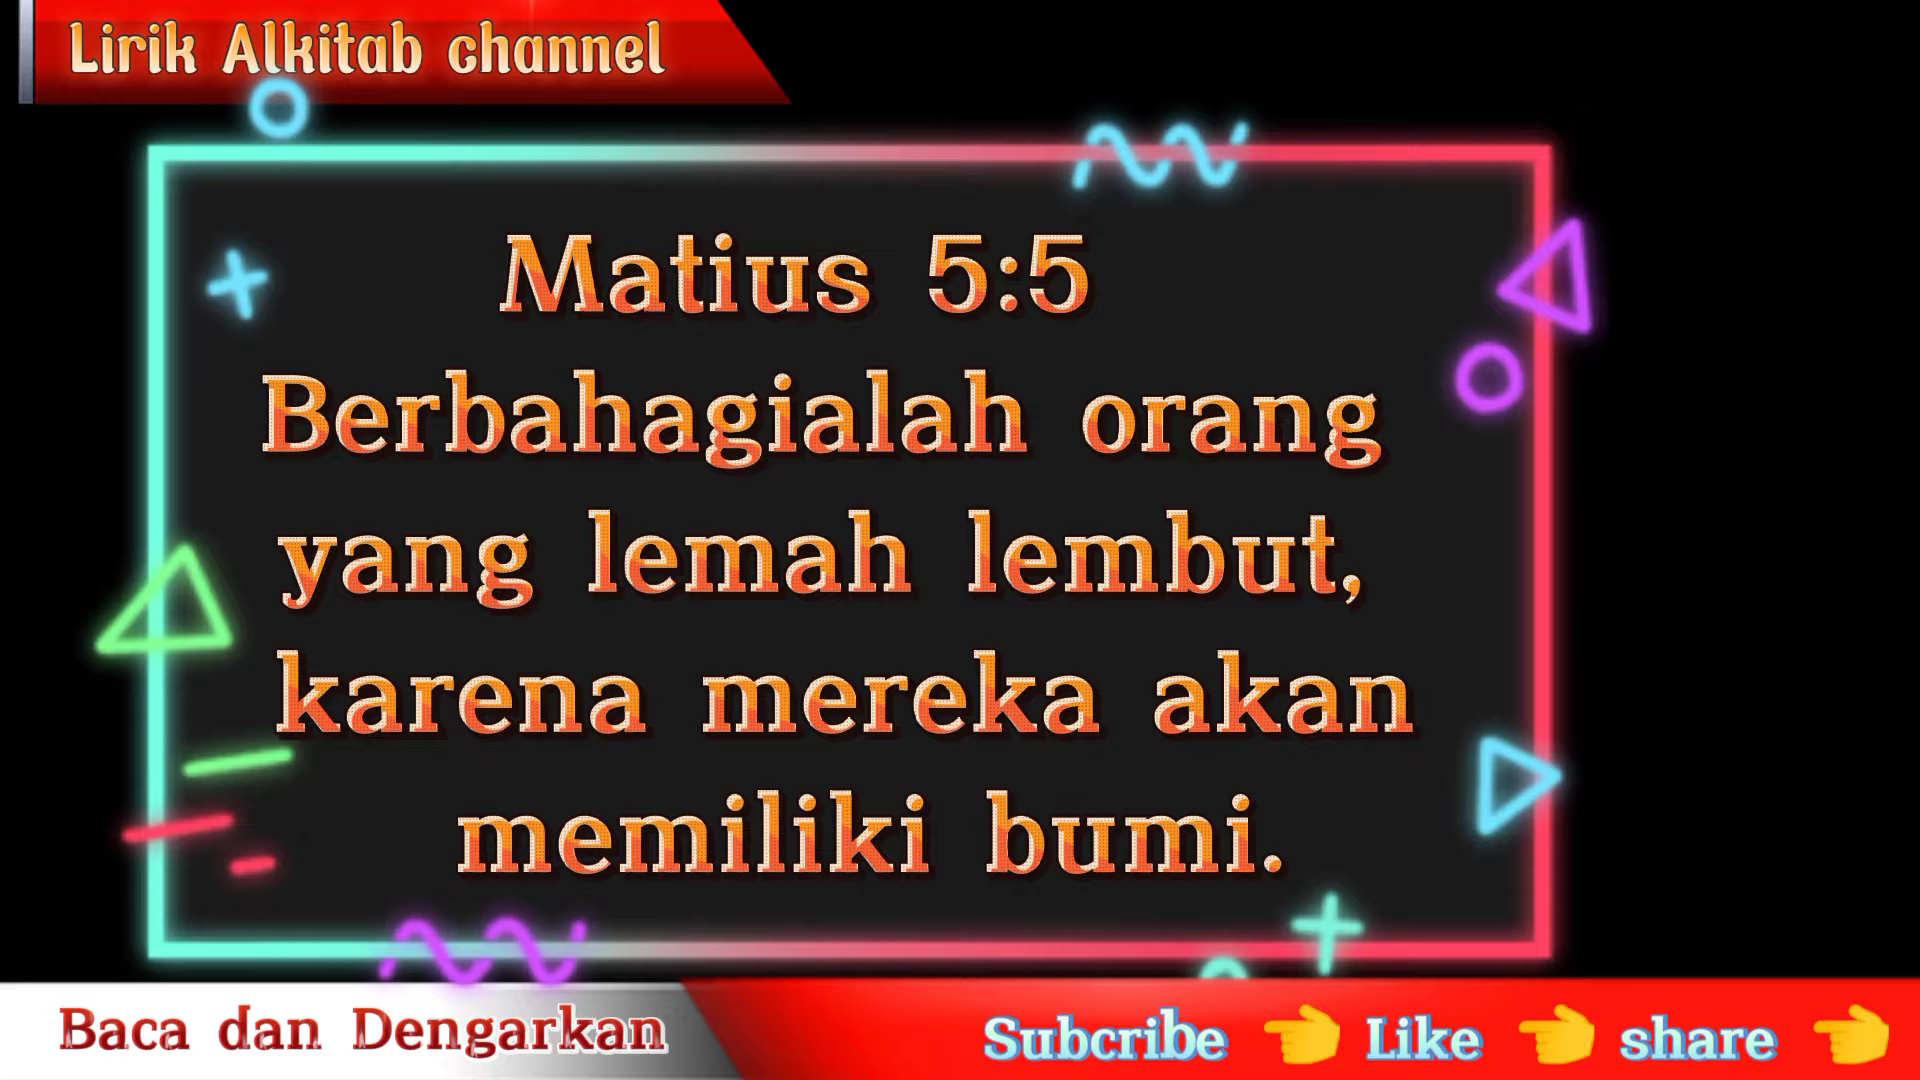 Lirik Alkitab channel
Matius 5:5
Berbahagialah orang
yang lemah lembut,
karena mereka akan
memiliki bumi.
Baca dan Dengarkan
Subcribe 👈 Like 👈 share 👈